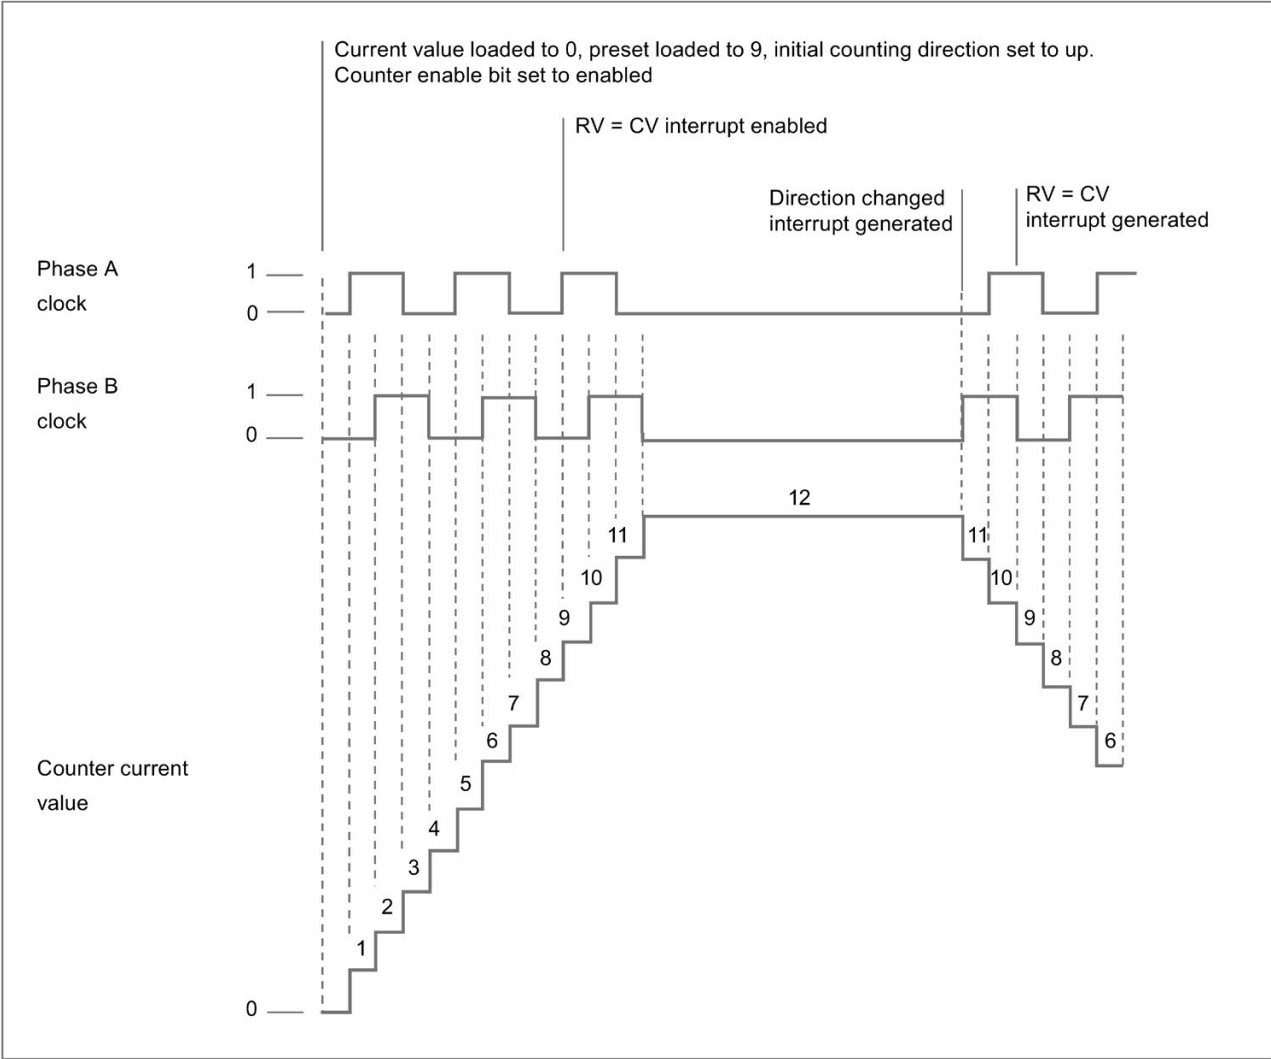 Current value loaded to 0, preset loaded to 9, initial counting direction set to up.
Counter enable bit set to enabled
RV = CV interrupt enabled
Direction changed
interrupt generated
RV = CV
interrupt generated
Phase A
clock
1
0
Phase B
clock
1
0
12
11
11
10
10
9
9
8
8
7
7
6
6
5
4
3
2
1
Counter current
value
0